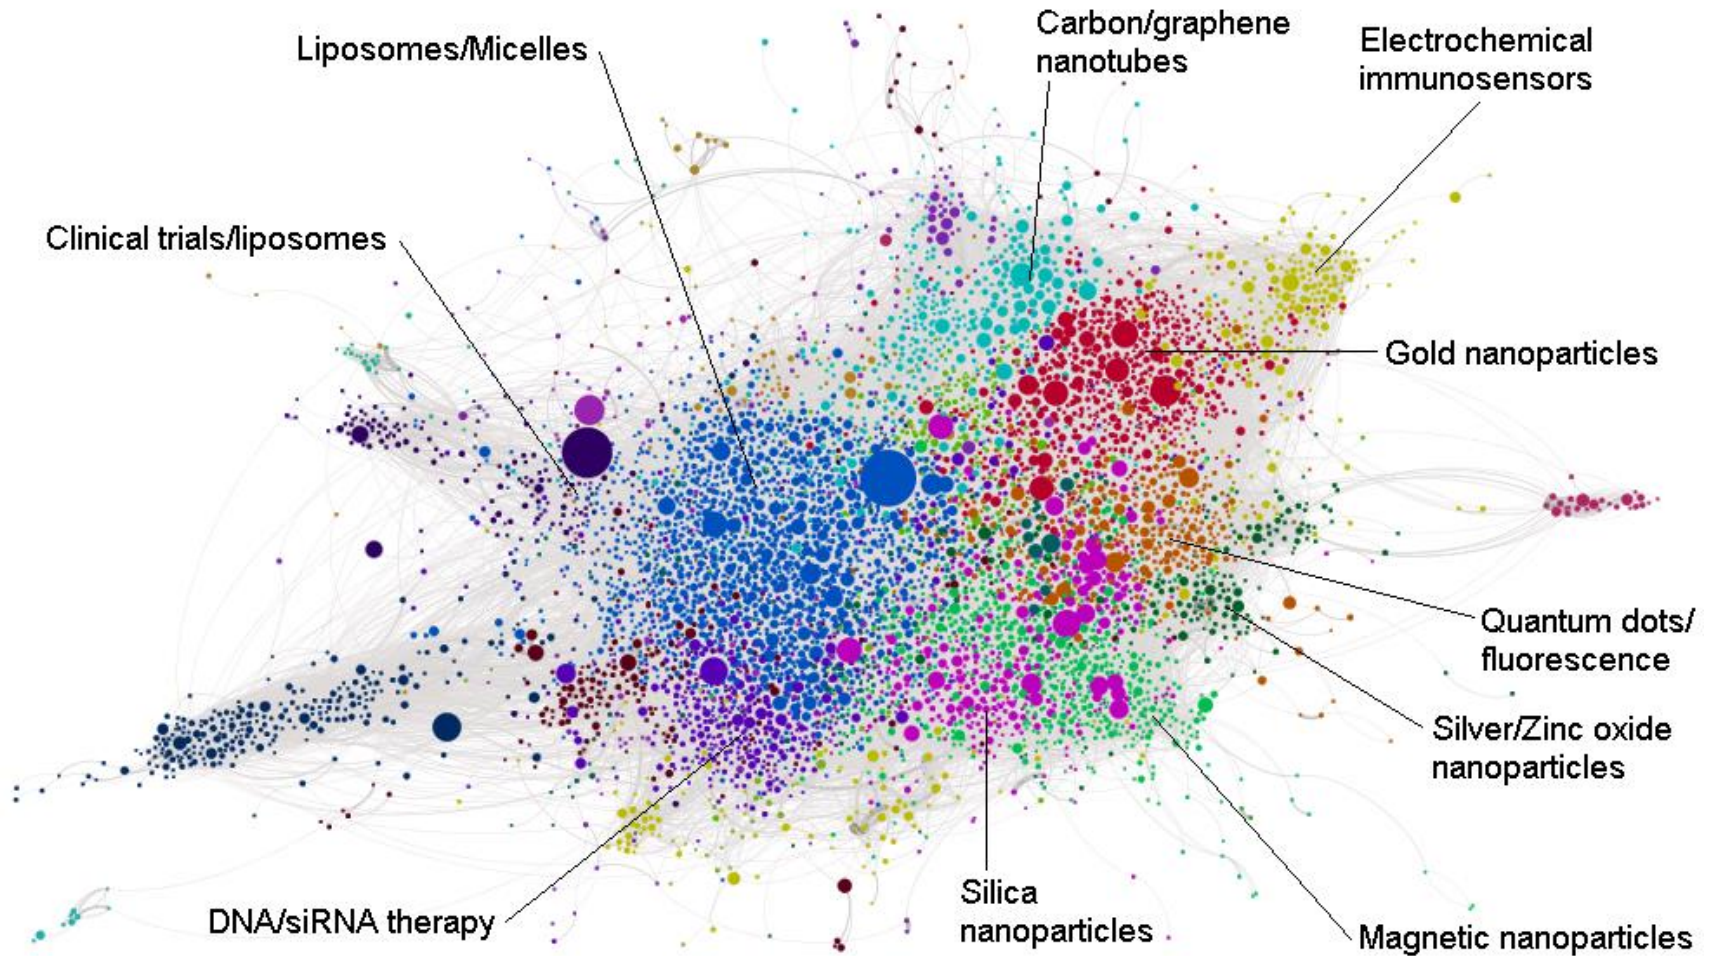 Carbon/graphene
nanotubes
Electrochemical
immunosensors
Liposomes/Micelles
Clinical trials/liposomes
Gold nanoparticles
Quantum dots/
fluorescence
Silver/Zinc oxide
nanoparticles
DNA/siRNA therapy
Silica
nanoparticles
Magnetic nanoparticles